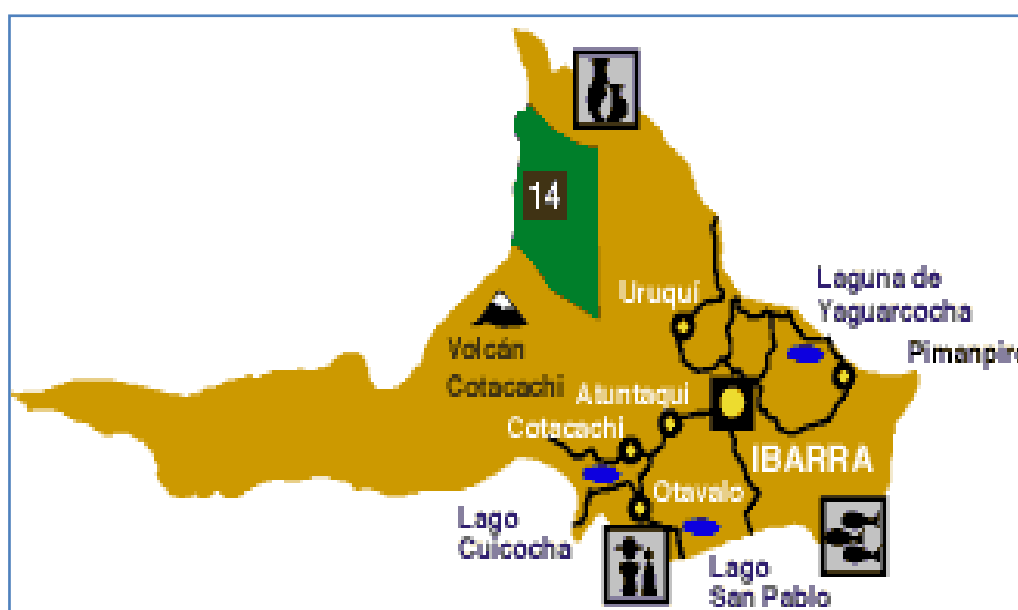 14
Uruquí
Laguna de
Yaguarcocha
Volcán
Cotacachi
Pimanpiro
Atuntaqui
Cotacachi
IBARRA
Otavalo
Lago
Cuicocha
Lago
San Pablo